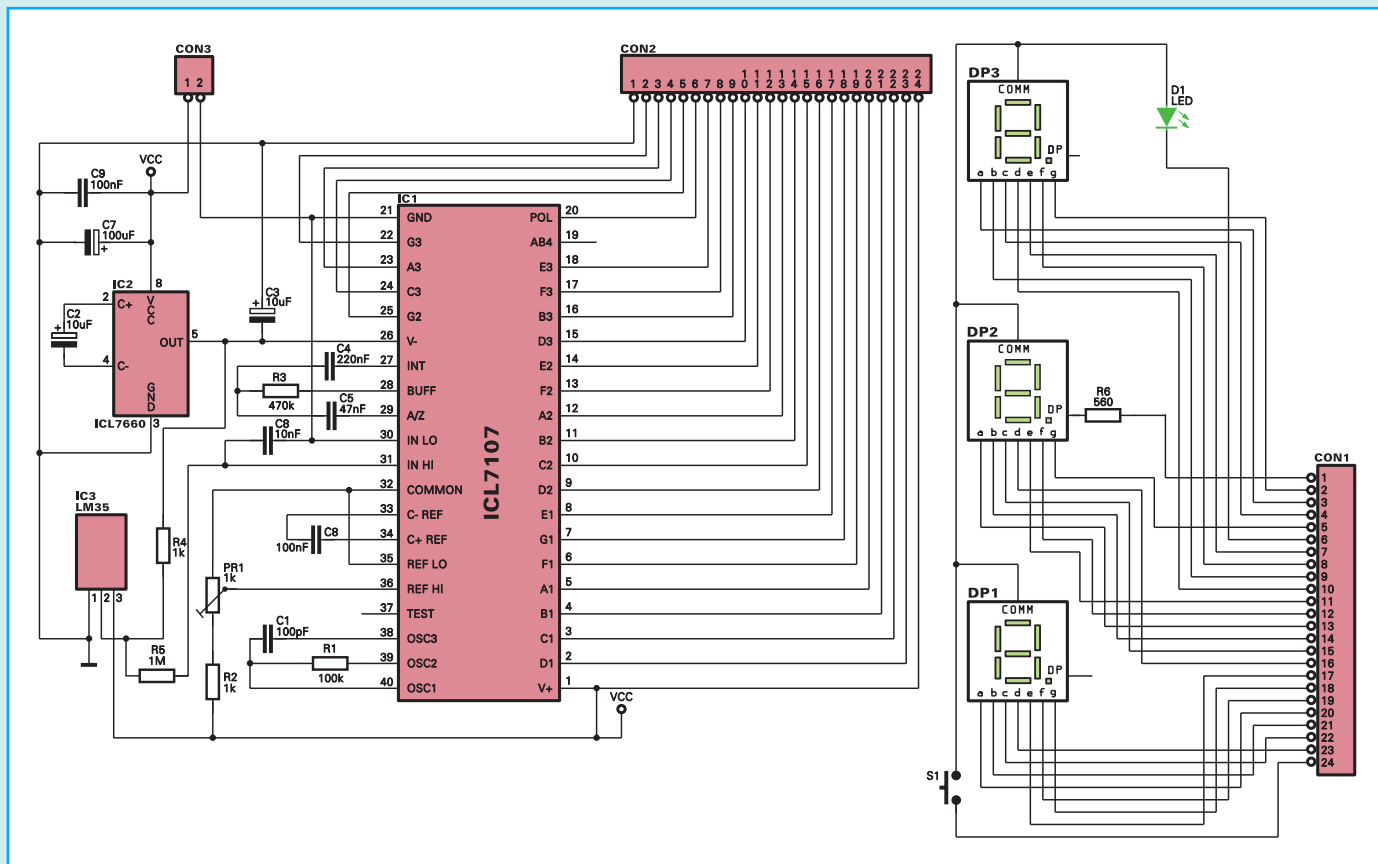 CON3
1 2
CON2
1 2 3 4 5 6 7 8 9 10 11 12 13 14 15 16 17 18 19 20 21 22 23 24
VCC
C9
100nF
C7
100uF
+
IC2
8
2 C+
VCC
C2
10uF
+
OUT 5
4 C-
GND
ICL7660 3
C3
10uF
+
IC3
LM35
1 2 3
R4
1k
R5
1M
PR1
1k
R2
1k
C4
220nF
R3
470k
C5
47nF
C8
10nF
100nF C8
C1
100pF
R1
100k
IC1
ICL7107
21 GND POL 20
22 G3 AB4 19
23 A3 E3 18
24 C3 F3 17
25 G2 B3 16
26 V- D3 15
27 INT E2 14
28 BUFF F2 13
29 A/Z A2 12
30 IN LO B2 11
31 IN HI C2 10
32 COMMON D2 9
33 C- REF E1 8
34 C+ REF G1 7
35 REF LO F1 6
36 REF HI A1 5
37 TEST B1 4
38 OSC3 C1 3
39 OSC2 D1 2
40 OSC1 V+ 1
VCC
DP3
COMM
DP
a b c d e f g
D1
LED
DP2
COMM
DP
a b c d e f g
R6
560
DP1
COMM
DP
a b c d e f g
S1
CON1
1
2
3
4
5
6
7
8
9
10
11
12
13
14
15
16
17
18
19
20
21
22
23
24